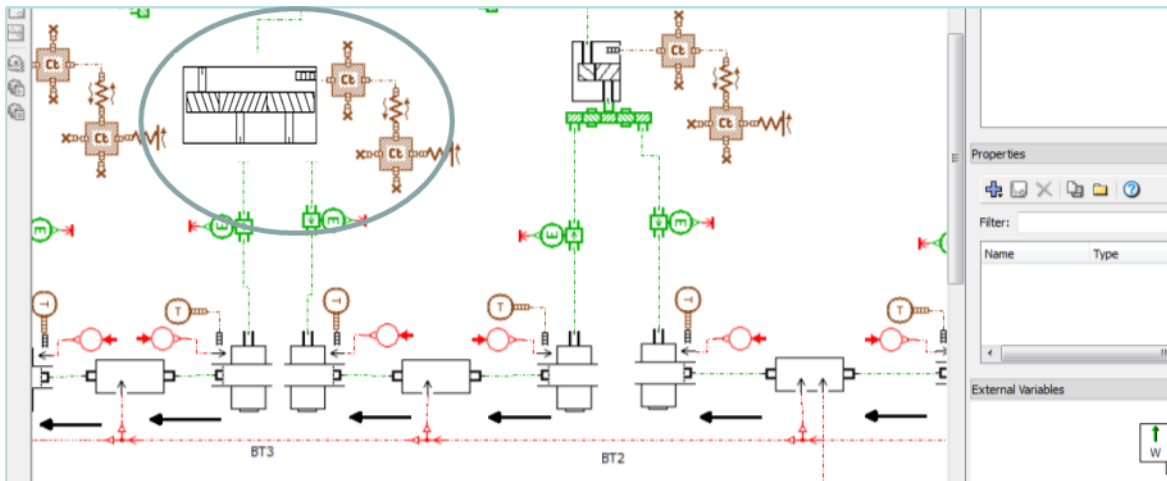 Ct
Ct
Ct
Ct
Ct
Ct
Properties
Filter:
Name Type
E
E
E
E
E
T
T
T
T
T
External Variables
BT3
BT2
W